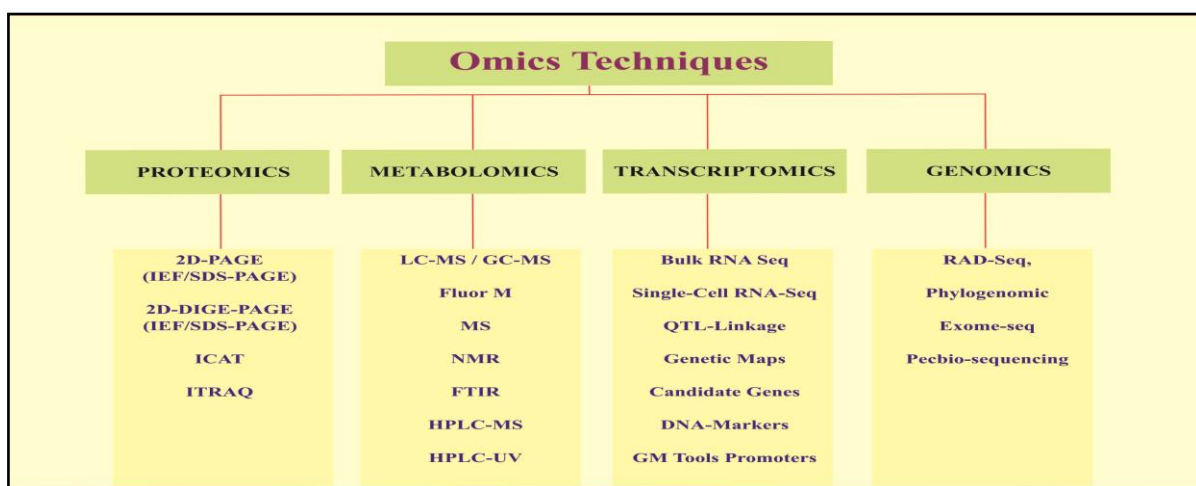 Omics Techniques
PROTEOMICS
METABOLOMICS
TRANSCRIPTOMICS
GENOMICS
2D-PAGE
(IEF/SDS-PAGE)
2D-DIGE-PAGE
(IEF/SDS-PAGE)
ICAT
ITRAQ
LC-MS / GC-MS
Fluor M
MS
NMR
FTIR
HPLC-MS
HPLC-UV
Bulk RNA Seq
Single-Cell RNA-Seq
QTL-Linkage
Genetic Maps
Candidate Genes
DNA-Markers
GM Tools Promoters
RAD-Seq,
Phylogenomic
Exome-seq
Pecbio-sequencing